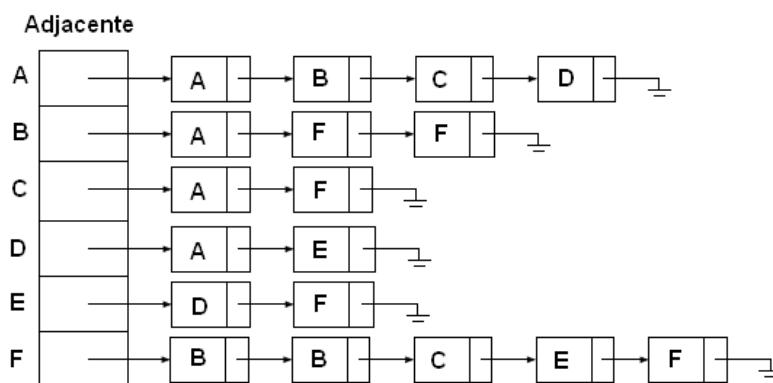 Adjacente
A A B C D
B A F F
C A F
D A E
E D F
F B B C E F